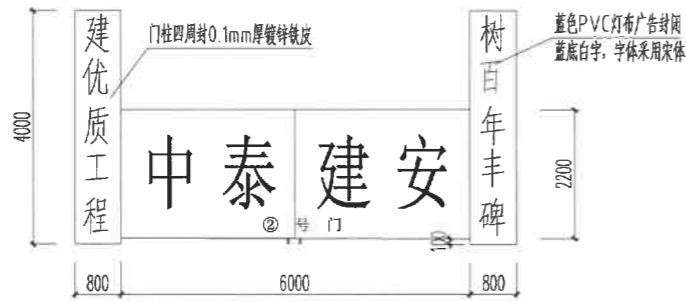 建优质工程
门柱四周封0.1mm厚镀锌铁皮
树百年丰碑
蓝色PVC灯布广告封闭
蓝底白字，字体采用宋体
4000
中泰建安
②号门
2200
100
800
6000
800